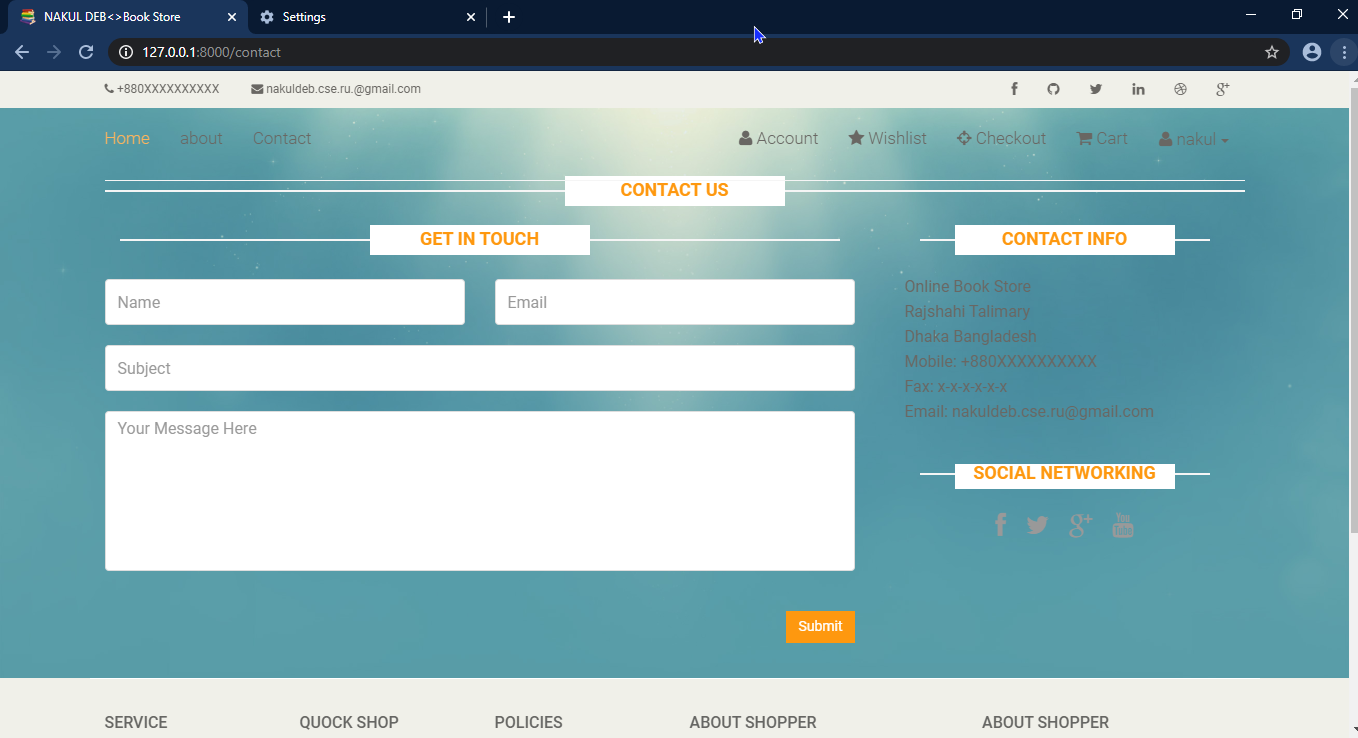 NAKUL DEB<>Book Store
Settings
127.0.0.1:8000/contact
+880XXXXXXXXXX nakuldeb.cse.ru.@gmail.com
Home about Contact Account Wishlist Checkout Cart nakul
CONTACT US
GET IN TOUCH
Name Email
Subject
Your Message Here
Submit
CONTACT INFO
Online Book Store
Rajshahi Talimary
Dhaka Bangladesh
Mobile: +880XXXXXXXXXX
Fax: x-x-x-x-x-x
Email: nakuldeb.cse.ru@gmail.com
SOCIAL NETWORKING
You
Tube
SERVICE QUOCK SHOP POLICIES ABOUT SHOPPER ABOUT SHOPPER